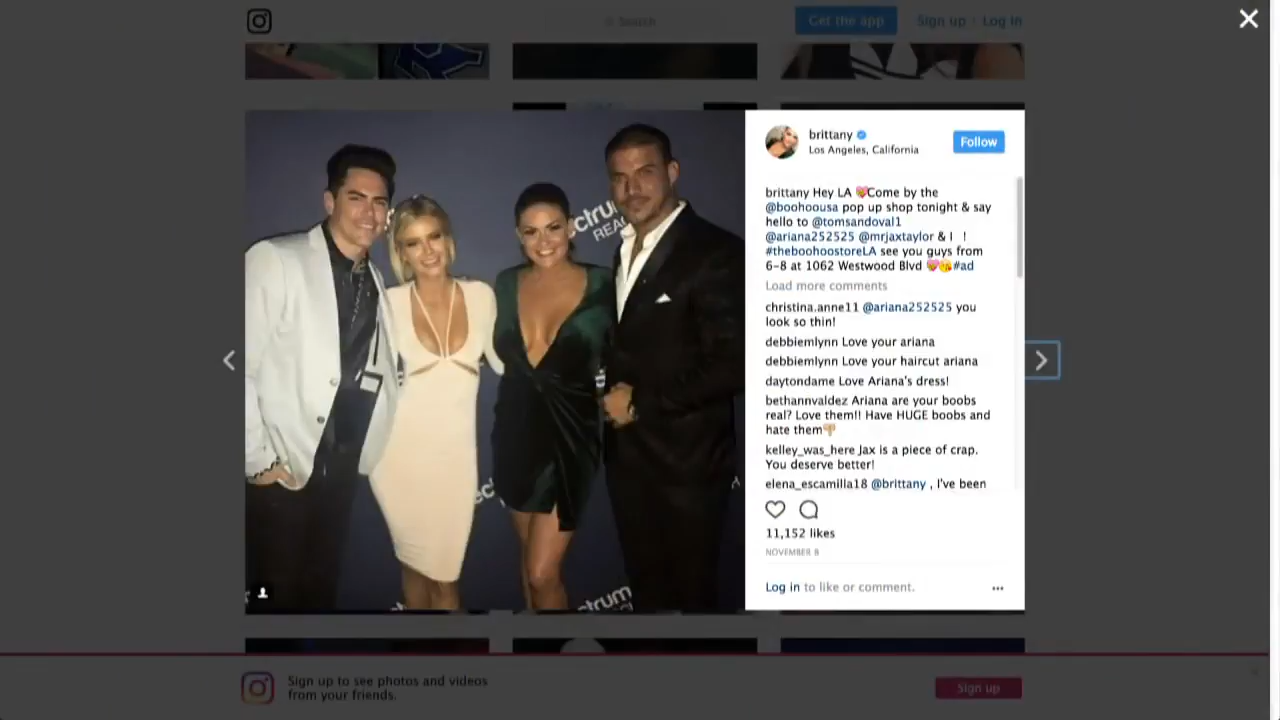 Search
Get the app
Sign up
Log in
ctrum
REAC
brittany
Los Angeles, California
Follow
brittany Hey LA 💝Come by the
@boohoousa pop up shop tonight & say
hello to @tomsandoval1
@ariana252525 @mrjaxtaylor & I ❕❕
#theboohoostoreLA see you guys from
6-8 at 1062 Westwood Blvd 💝😘#ad
Load more comments
christina.anne11 @ariana252525 you
look so thin!
debbiemlynn Love your ariana
debbiemlynn Love your haircut ariana
daytondame Love Ariana's dress!
bethannvaldez Ariana are your boobs
real? Love them!! Have HUGE boobs and
hate them👎🏼
kelley_was_here Jax is a piece of crap.
You deserve better!
elena_escamilla18 @brittany , I've been
11,152 likes
NOVEMBER 8
Log in to like or comment.
Sign up to see photos and videos
from your friends.
Sign up